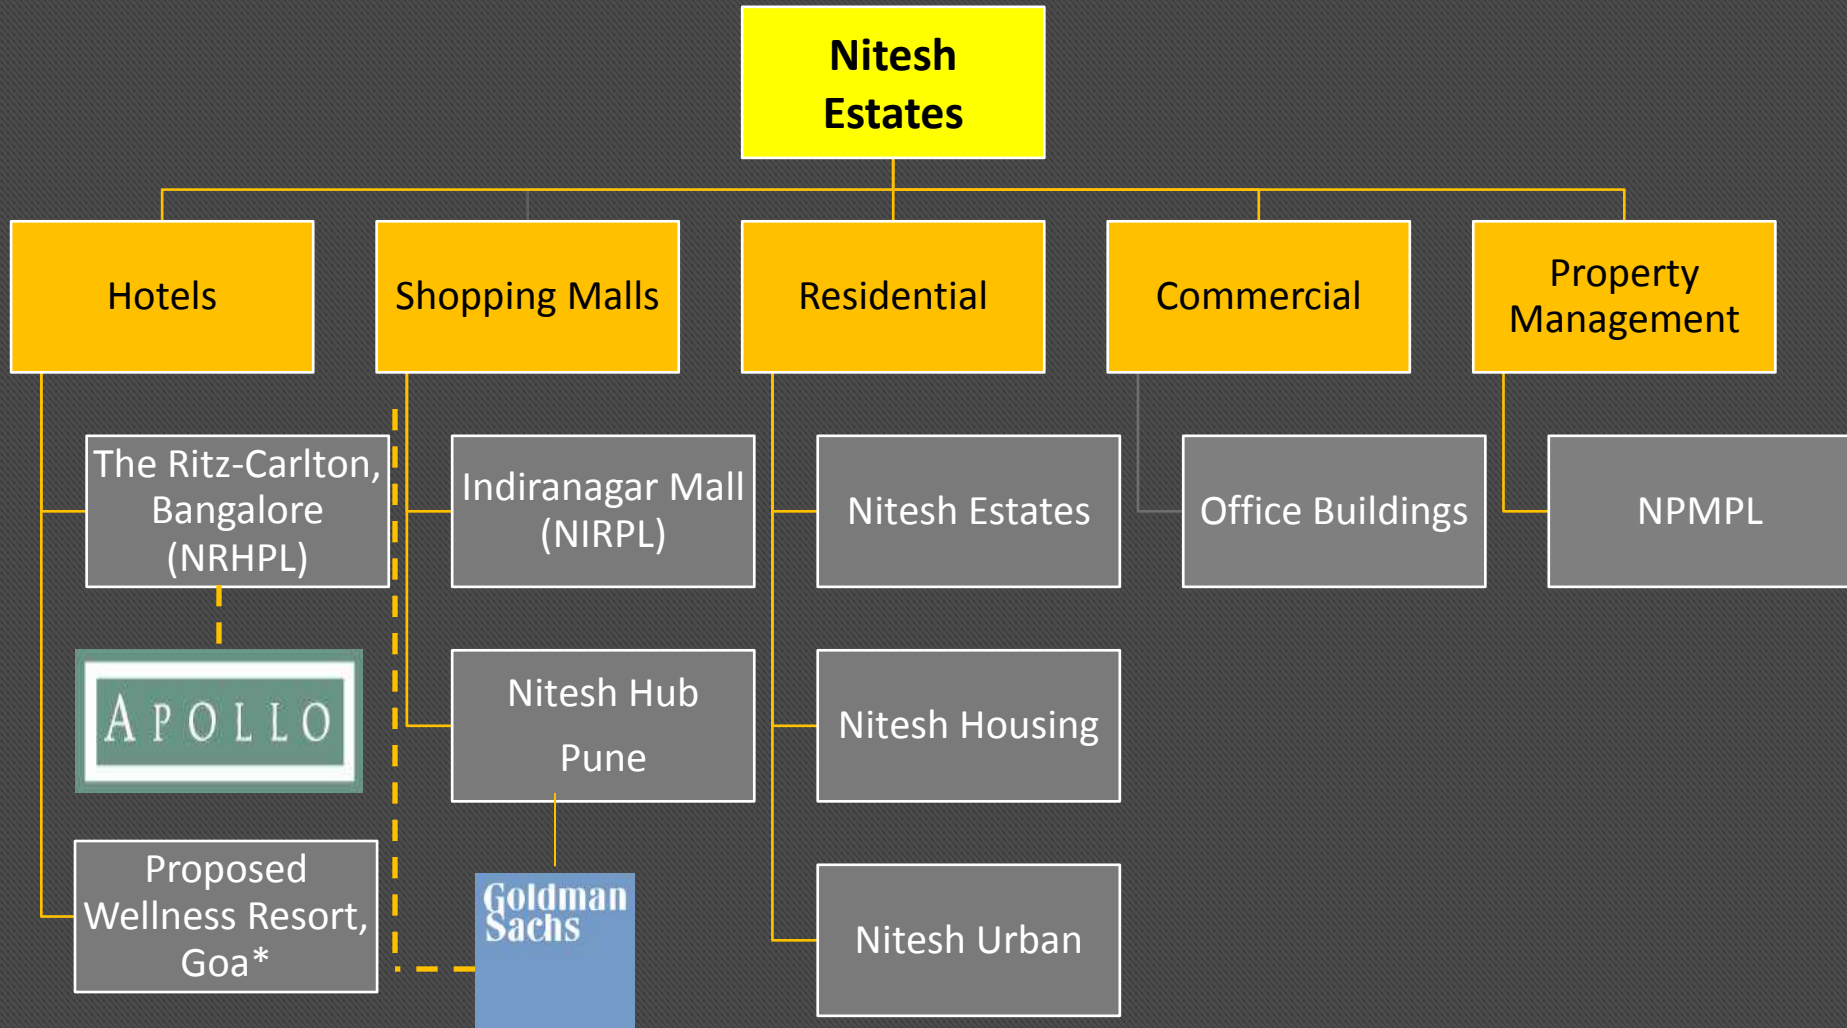 Nitesh
Estates
Hotels
Shopping Malls
Residential
Commercial
Property
Management
The Ritz-Carlton,
Bangalore
(NRHPL)
Indiranagar Mall
(NIRPL)
Nitesh Estates
Office Buildings
NPMPL
APOLLO
Nitesh Hub
Pune
Nitesh Housing
Proposed
Wellness Resort,
Goa*
Goldman
Sachs
Nitesh Urban